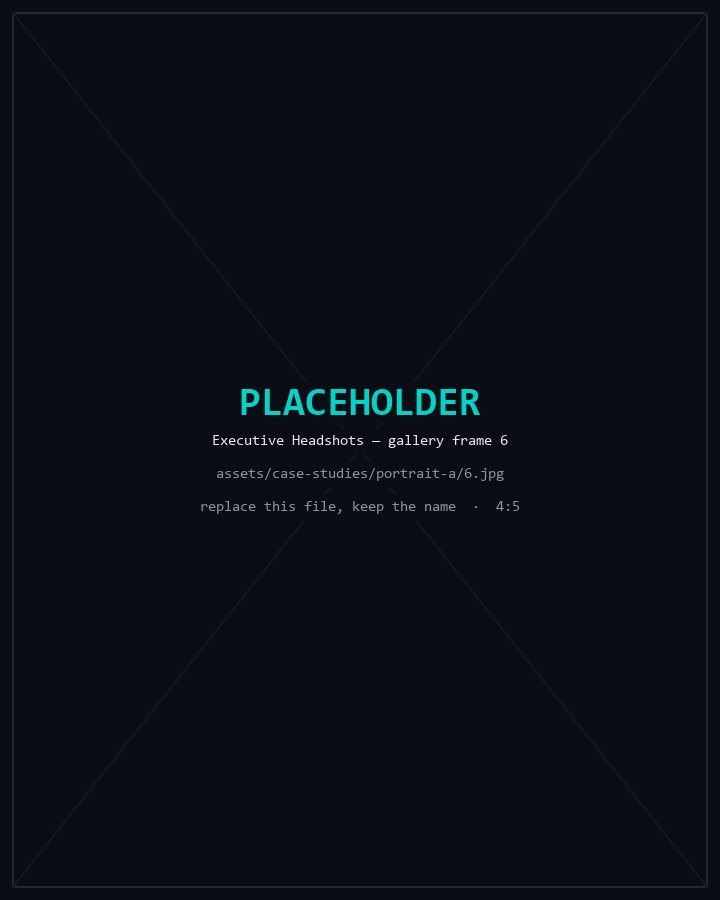 PLACEHOLDER
Executive Headshots — gallery frame 6
assets/case-studies/portrait-a/6.jpg
replace this file, keep the name · 4:5